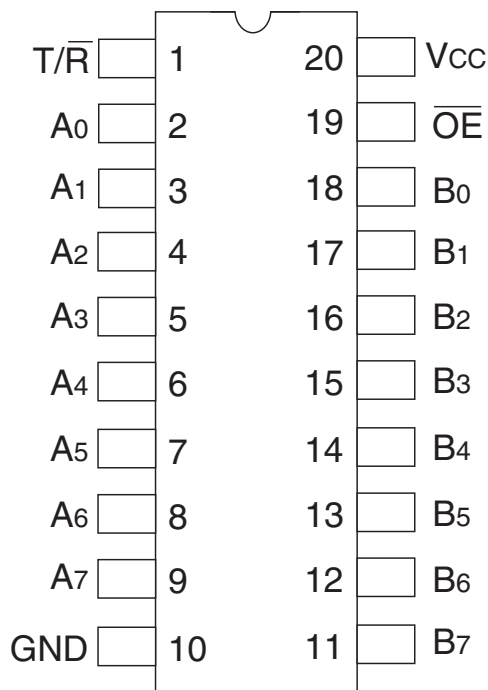 T/R̅ 1 20 VCC
A0 2 19 O̅E̅
A1 3 18 B0
A2 4 17 B1
A3 5 16 B2
A4 6 15 B3
A5 7 14 B4
A6 8 13 B5
A7 9 12 B6
GND 10 11 B7